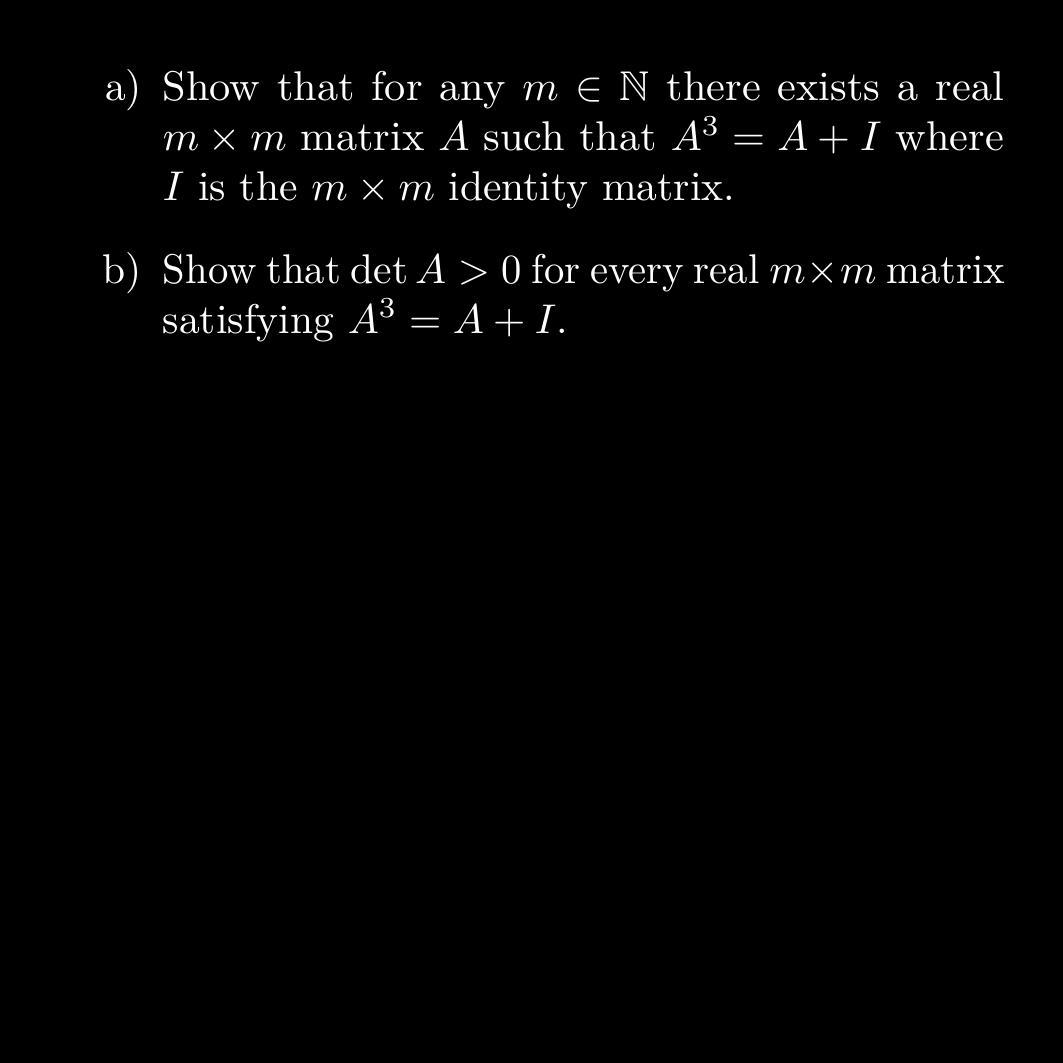 a) Show that for any m ∈ ℕ there exists a real
m × m matrix A such that A³ = A + I where
I is the m × m identity matrix.
b) Show that det A > 0 for every real m×m matrix
satisfying A³ = A + I.